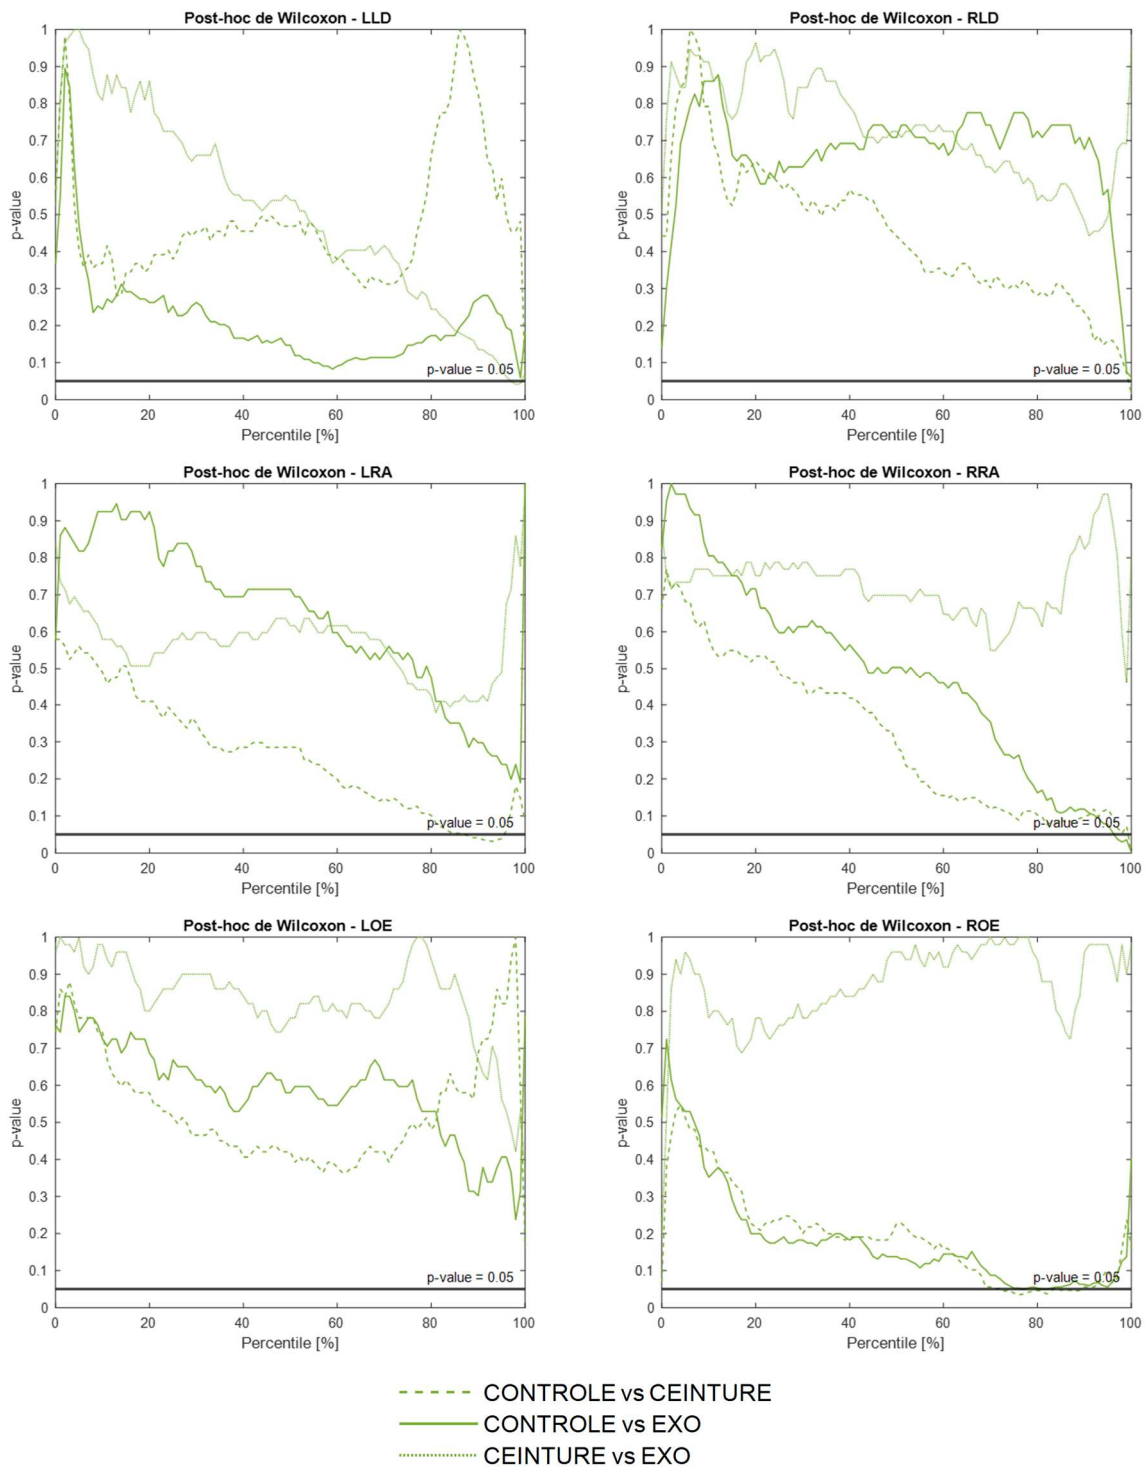 Post-hoc de Wilcoxon - LLD
1
0.9
0.8
0.7
0.6
0.5
0.4
0.3
0.2
0.1
0
p-value
p-value = 0.05
0 20 40 60 80 100
Percentile [%]
Post-hoc de Wilcoxon - RLD
1
0.9
0.8
0.7
0.6
0.5
0.4
0.3
0.2
0.1
0
p-value
p-value = 0.05
0 20 40 60 80 100
Percentile [%]
Post-hoc de Wilcoxon - LRA
1
0.9
0.8
0.7
0.6
0.5
0.4
0.3
0.2
0.1
0
p-value
p-value = 0.05
0 20 40 60 80 100
Percentile [%]
Post-hoc de Wilcoxon - RRA
1
0.9
0.8
0.7
0.6
0.5
0.4
0.3
0.2
0.1
0
p-value
p-value = 0.05
0 20 40 60 80 100
Percentile [%]
Post-hoc de Wilcoxon - LOE
1
0.9
0.8
0.7
0.6
0.5
0.4
0.3
0.2
0.1
0
p-value
p-value = 0.05
0 20 40 60 80 100
Percentile [%]
Post-hoc de Wilcoxon - ROE
1
0.9
0.8
0.7
0.6
0.5
0.4
0.3
0.2
0.1
0
p-value
p-value = 0.05
0 20 40 60 80 100
Percentile [%]
CONTROLE vs CEINTURE
CONTROLE vs EXO
CEINTURE vs EXO